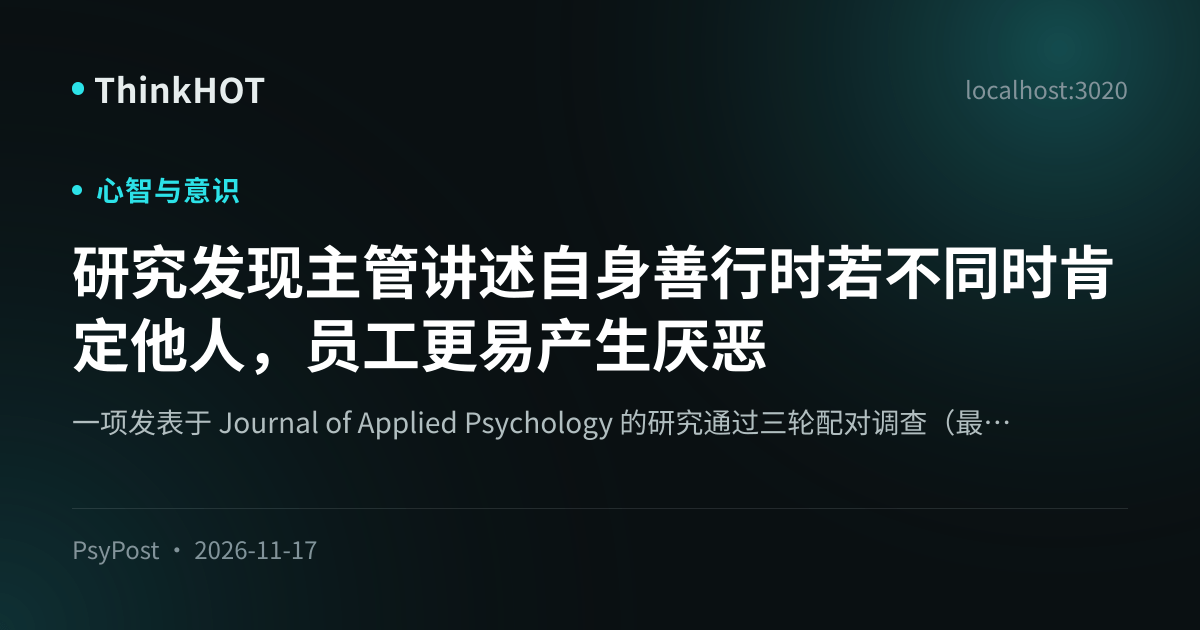 ThinkHOT
localhost:3020
心智与意识
研究发现主管讲述自身善行时若不同时肯
定他人，员工更易产生厌恶
一项发表于 Journal of Applied Psychology 的研究通过三轮配对调查（最…
PsyPost • 2026-11-17